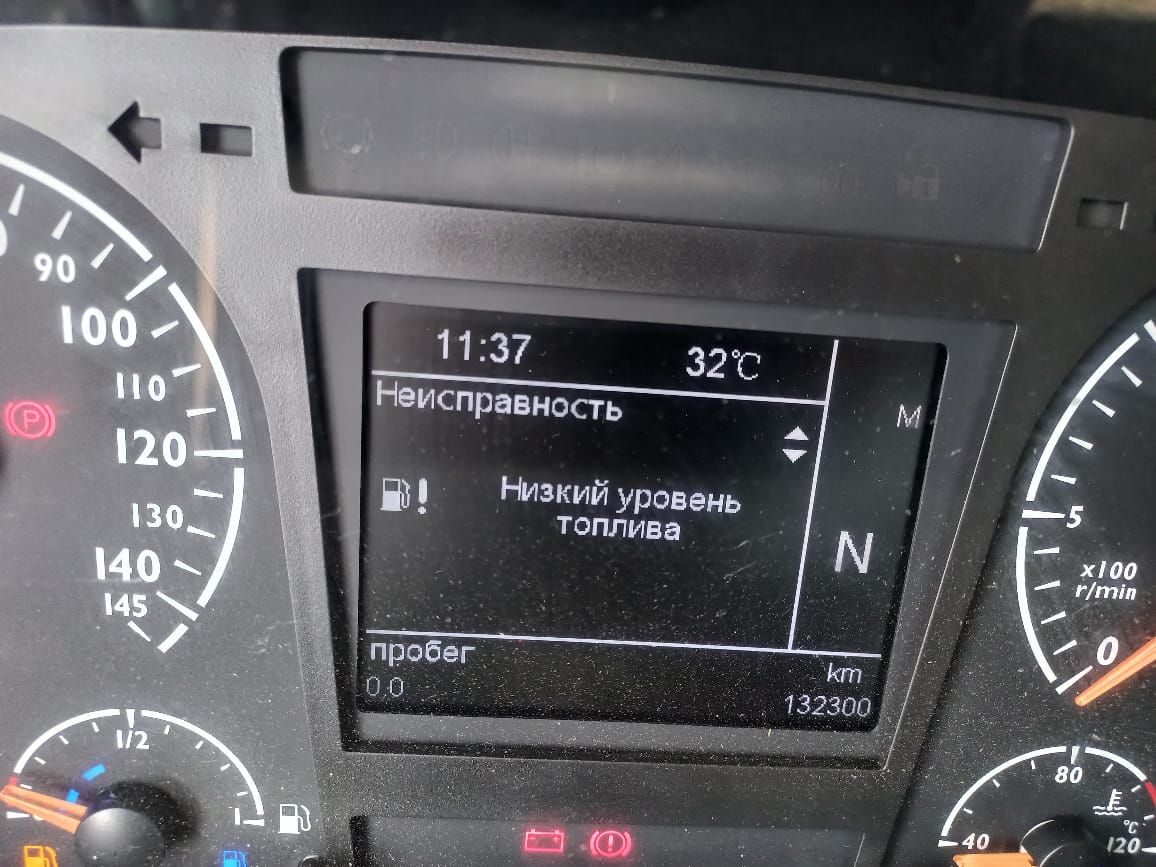 11:37 32°C
Неисправность
M
Низкий уровень
топлива
N
пробег
km
0.0
132300
90
100
110
120
130
140
145
P
5
x100
r/min
0
1/2
1
80
40
°C
120